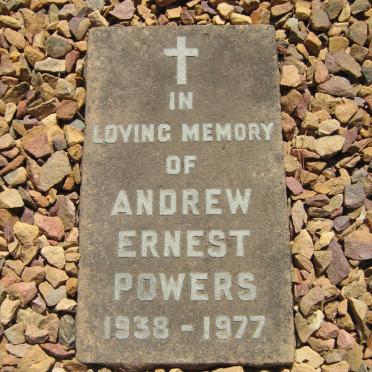 IN
LOVING MEMORY
OF
ANDREW
ERNEST
POWERS
1938 - 1977